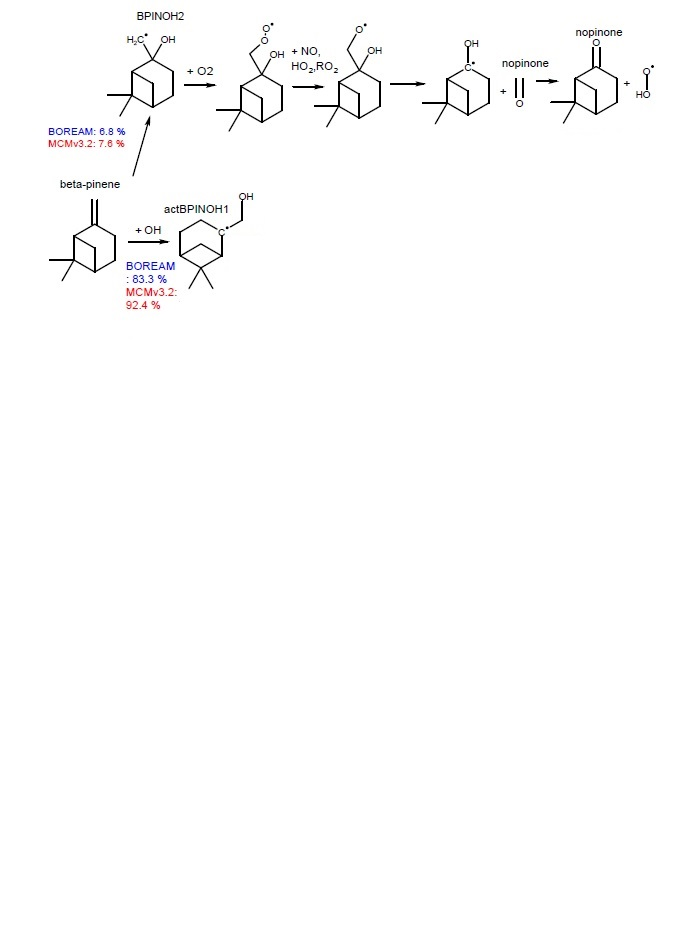 BPINOH2
H₂C• OH
+ O2
O•
O
OH
+ NO,
HO₂,RO₂
O•
OH
OH
C•
nopinone
+
O
nopinone
O
+
O•
HO
BOREAM: 6.8 %
MCMv3.2: 7.6 %
beta-pinene
+ OH
actBPINOH1
OH
C•
BOREAM
: 83.3 %
MCMv3.2:
92.4 %